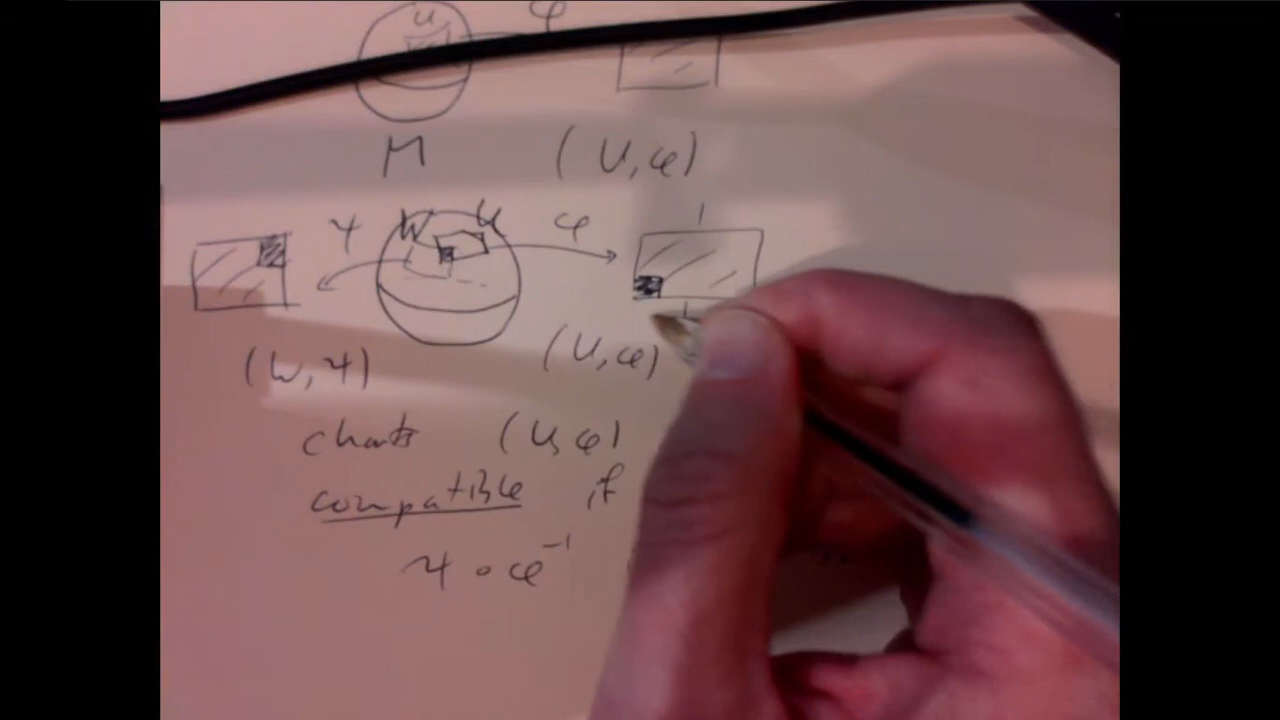 U φ
M (U, φ)
ψ W U φ
(W, ψ) (U, φ)
charts (U, φ)
compatible if
ψ ∘ φ⁻¹